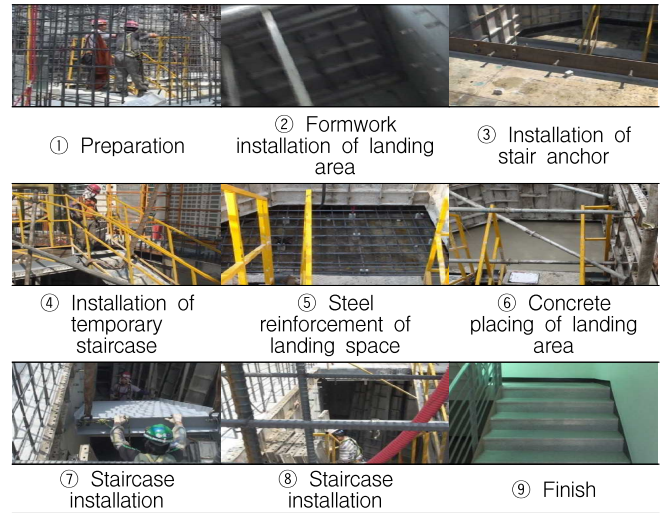 ① Preparation
② Formwork
installation of landing
area
③ Installation of
stair anchor
④ Installation of
temporary
staircase
⑤ Steel
reinforcement of
landing space
⑥ Concrete
placing of landing
area
⑦ Staircase
installation
⑧ Staircase
installation
⑨ Finish